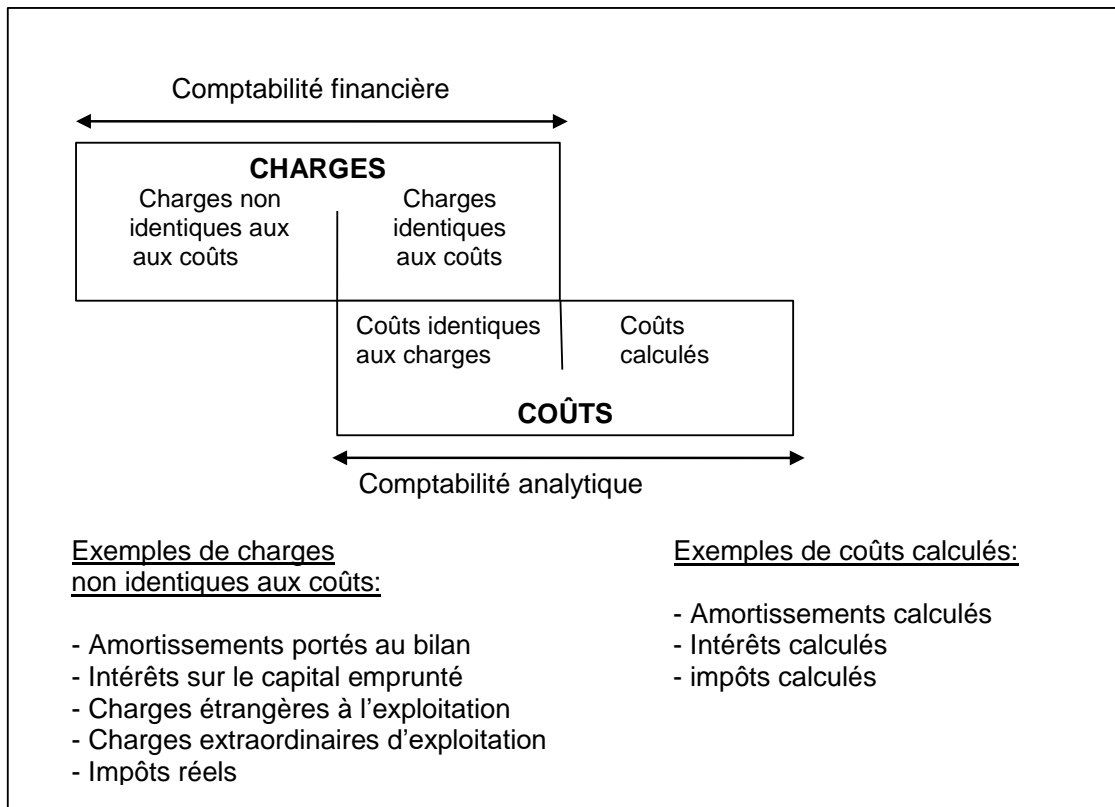 Comptabilité financière
CHARGES
Charges non
identiques aux
aux coûts
Charges
identiques
aux coûts
Coûts identiques
aux charges
Coûts
calculés
COÛTS
Comptabilité analytique
Exemples de charges
non identiques aux coûts:
- Amortissements portés au bilan
- Intérêts sur le capital emprunté
- Charges étrangères à l’exploitation
- Charges extraordinaires d’exploitation
- Impôts réels
Exemples de coûts calculés:
- Amortissements calculés
- Intérêts calculés
- impôts calculés